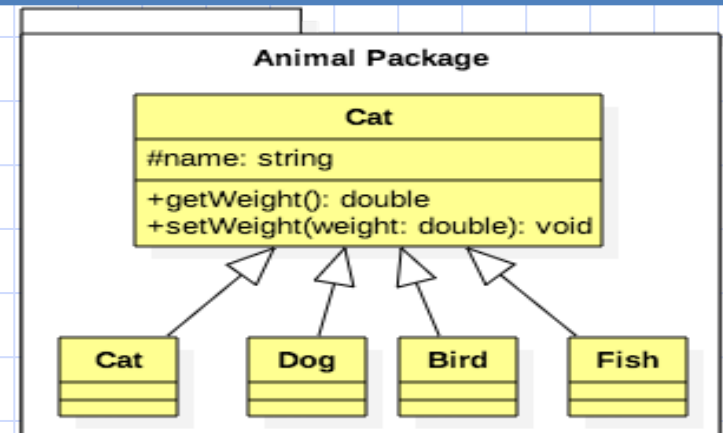 Animal Package
Cat
#name: string
+getWeight(): double
+setWeight(weight: double): void
Cat Dog Bird Fish